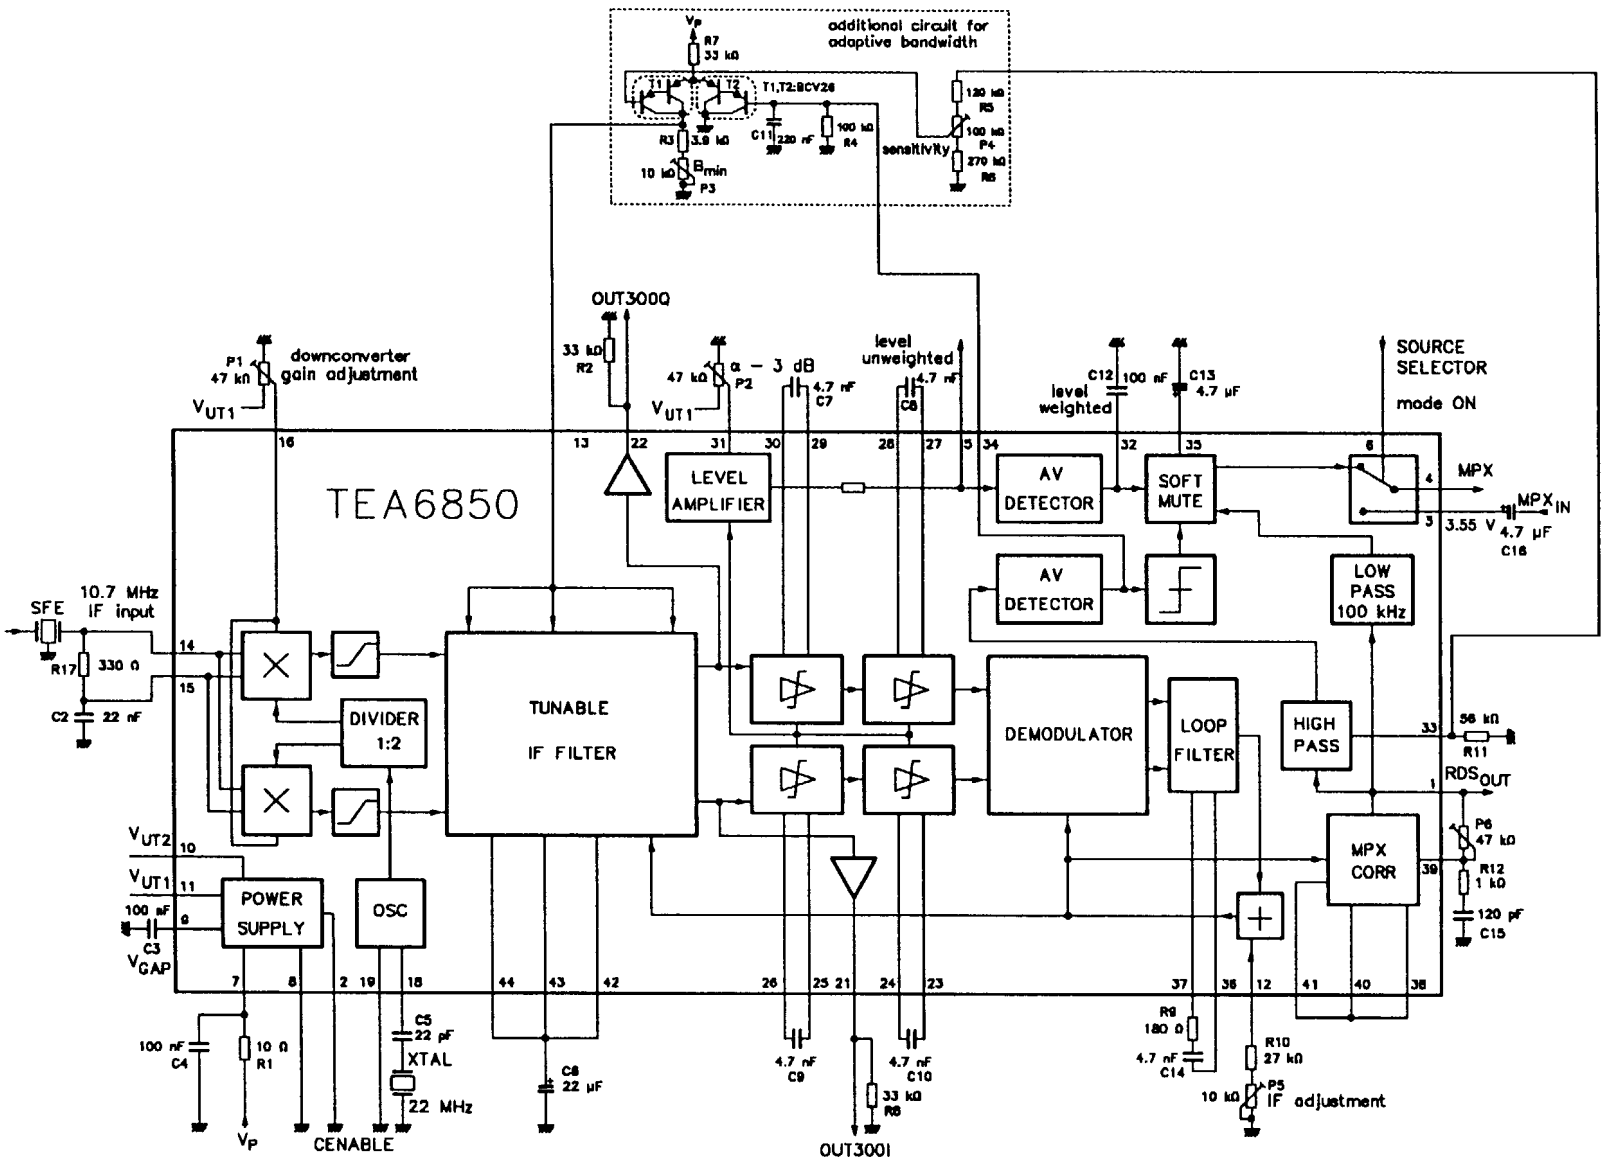 additional circuit for
adaptive bandwidth
VP
R7
33 kΩ
T1
T2
T1,T2:BCV26
R3
3.9 kΩ
10 kΩ
Bmin
P3
C11
220 nF
100 kΩ
R4
sensitivity
120 kΩ
R5
100 kΩ
P4
270 kΩ
R6
OUT300Q
33 kΩ
R2
P1
47 kΩ
downconverter
gain adjustment
VUT1
47 kΩ
P2
α - 3 dB
VUT1
4.7 nF
C7
level
unweighted
4.7 nF
C8
level
weighted
C12
100 nF
C13
4.7 µF
SOURCE
SELECTOR
mode ON
16
13
22
31
30
29
28
27
5
34
32
35
6
TEA6850
LEVEL
AMPLIFIER
AV
DETECTOR
SOFT
MUTE
4
MPX
3
3.55 V
MPXIN
4.7 µF
C16
AV
DETECTOR
LOW
PASS
100 kHz
10.7 MHz
IF input
SFE
14
R17
330 Ω
15
C2
22 nF
DIVIDER
1:2
TUNABLE
IF FILTER
DEMODULATOR
LOOP
FILTER
HIGH
PASS
33
56 kΩ
R11
1
RDSOUT
P6
47 kΩ
MPX
CORR
39
R12
1 kΩ
120 pF
C15
VUT2
10
VUT1
11
POWER
SUPPLY
100 nF
9
C3
VGAP
OSC
7
8
2
19
18
44
43
42
26
25
21
24
23
37
36
12
41
40
38
100 nF
C4
10 Ω
R1
VP
CENABLE
C5
22 pF
XTAL
22 MHz
C6
22 µF
4.7 nF
C9
33 kΩ
R8
OUT300I
4.7 nF
C10
R9
180 Ω
4.7 nF
C14
R10
27 kΩ
10 kΩ
P5
IF adjustment